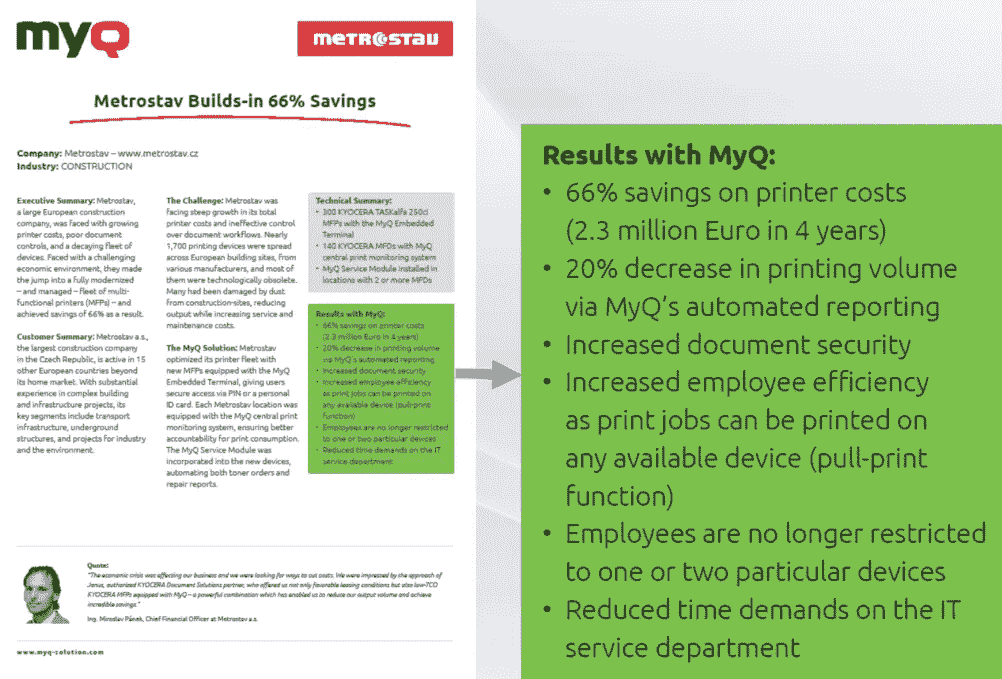 myQ
METROSTAV
Metrostav Builds-in 66% Savings
Company: Metrostav – www.metrostav.cz
Industry: CONSTRUCTION
Executive Summary: Metrostav,
a large European construction
company, was faced with growing
printer costs, poor document
controls, and a decaying fleet of
devices. Faced with a challenging
economic environment, they made
the jump into a fully modernized
– and managed – fleet of multi-
functional printers (MFPs) – and
achieved savings of 66% as a result.
Customer Summary: Metrostav a.s.,
the largest construction company
in the Czech Republic, is active in 15
other European countries beyond
its home market. With substantial
experience in complex building
and infrastructure projects, its
key segments include transport
infrastructure, underground
structures, and projects for industry
and the environment.
The Challenge: Metrostav was
facing steep growth in its total
printer costs and ineffective control
over document workflows. Nearly
1,700 printing devices were spread
across European building sites, from
various manufacturers, and most of
them were technologically obsolete.
Many had been damaged by dust
from construction-sites, reducing
output while increasing service and
maintenance costs.
The MyQ Solution: Metrostav
optimized its printer fleet with
new MFPs equipped with the MyQ
Embedded Terminal, giving users
secure access via PIN or a personal
ID card. Each Metrostav location was
equipped with the MyQ central print
monitoring system, ensuring better
accountability for print consumption.
The MyQ Service Module was
incorporated into the new devices,
automating both toner orders and
repair reports.
Technical Summary:
• 300 KYOCERA TASKalfa 250ci
MFPs with the MyQ Embedded
Terminal
• 140 KYOCERA MFDs with MyQ
central print monitoring system
• MyQ Service Module installed in
locations with 2 or more MFDs
Results with MyQ:
• 66% savings on printer costs
(2.3 million Euro in 4 years)
• 20% decrease in printing volume
via MyQ's automated reporting
• Increased document security
• Increased employee efficiency
as print jobs can be printed on
any available device (pull-print
function)
• Employees are no longer restricted
to one or two particular devices
• Reduced time demands on the IT
service department
Quote:
"The economic crisis was affecting our business and we were looking for ways to cut costs. We were impressed by the approach of
Janus, authorized KYOCERA Document Solutions partner, who offered us not only favorable leasing conditions but also low-TCO
KYOCERA MFPs equipped with MyQ – a powerful combination which has enabled us to reduce our output volume and achieve
incredible savings."
Ing. Miroslav Pánek, Chief Financial Officer at Metrostav a.s.
www.myq-solution.com
Results with MyQ:
• 66% savings on printer costs
(2.3 million Euro in 4 years)
• 20% decrease in printing volume
via MyQ's automated reporting
• Increased document security
• Increased employee efficiency
as print jobs can be printed on
any available device (pull-print
function)
• Employees are no longer restricted
to one or two particular devices
• Reduced time demands on the IT
service department